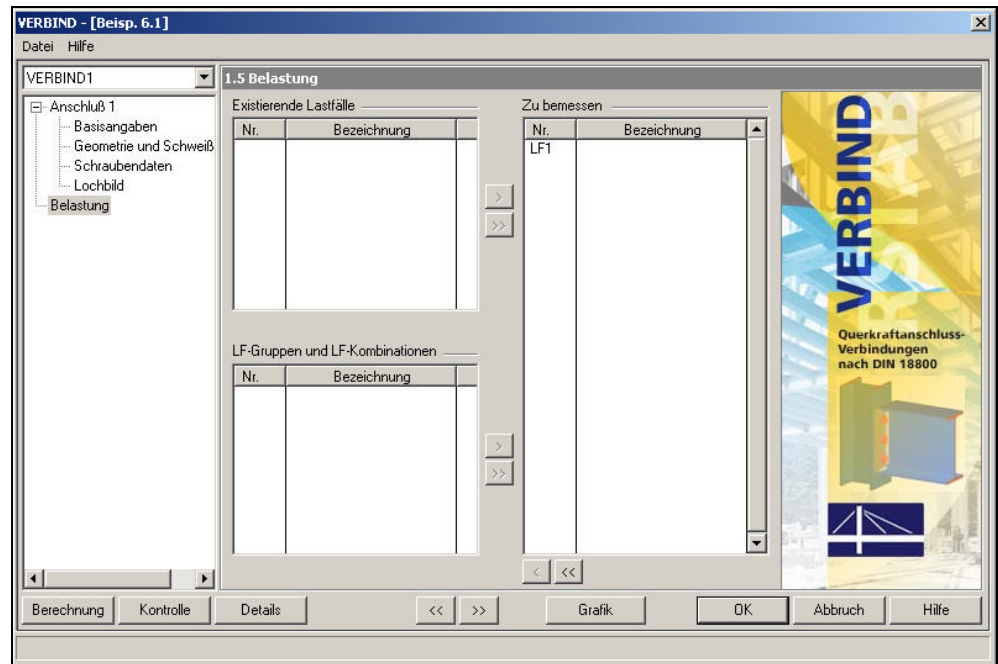 VERBIND - [Beisp. 6.1]
Datei Hilfe
VERBIND1
Anschluß 1
Basisangaben
Geometrie und Schweiß
Schraubendaten
Lochbild
Belastung
1.5 Belastung
Existierende Lastfälle
Nr. Bezeichnung
>
>>
LF-Gruppen und LF-Kombinationen
Nr. Bezeichnung
>
>>
Zu bemessen
Nr. Bezeichnung
LF1
< <<
VERBIND
RSTAB
Querkraftanschluss-
Verbindungen
nach DIN 18800
Berechnung Kontrolle Details << >> Grafik OK Abbruch Hilfe